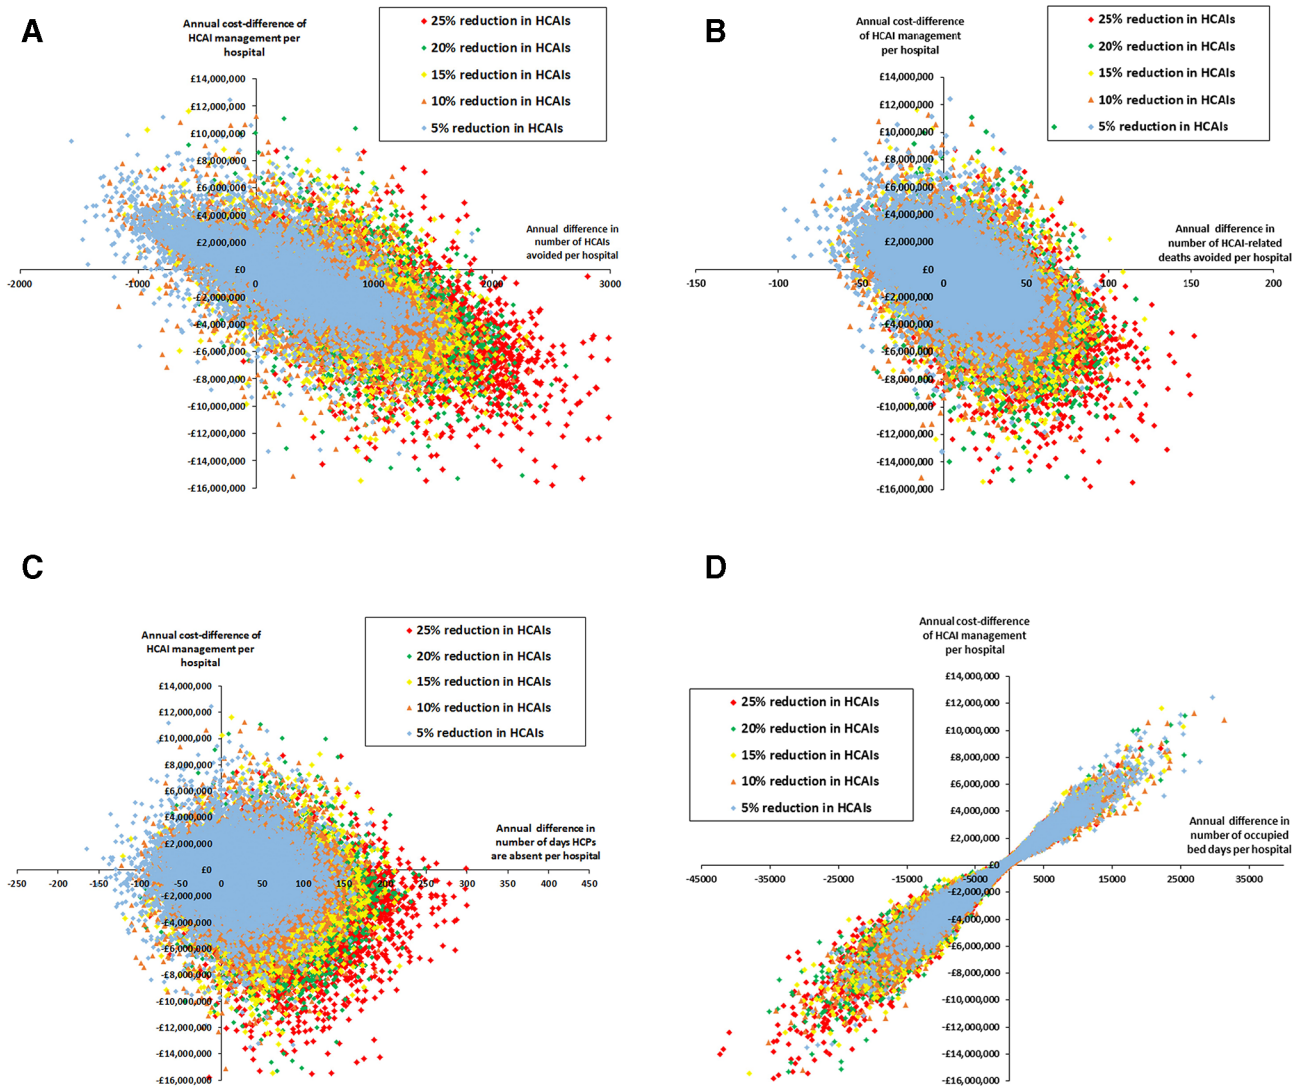 A
Annual cost-difference of
HCAI management per
hospital
25% reduction in HCAIs
20% reduction in HCAIs
15% reduction in HCAIs
10% reduction in HCAIs
5% reduction in HCAIs
£14,000,000
£12,000,000
£10,000,000
£8,000,000
£6,000,000
£4,000,000
£2,000,000
£0
-£2,000,000
-£4,000,000
-£6,000,000
-£8,000,000
-£10,000,000
-£12,000,000
-£14,000,000
-£16,000,000
-2000
-1000
0
1000
2000
3000
Annual difference in
number of HCAIs
avoided per hospital
B
Annual cost-difference
of HCAI management
per hospital
25% reduction in HCAIs
20% reduction in HCAIs
15% reduction in HCAIs
10% reduction in HCAIs
5% reduction in HCAIs
£14,000,000
£12,000,000
£10,000,000
£8,000,000
£6,000,000
£4,000,000
£2,000,000
£0
-£2,000,000
-£4,000,000
-£6,000,000
-£8,000,000
-£10,000,000
-£12,000,000
-£14,000,000
-£16,000,000
-150
-100
-50
0
50
100
150
200
Annual difference in
number of HCAI-related
deaths avoided per hospital
C
Annual cost-difference of
HCAI management per
hospital
25% reduction in HCAIs
20% reduction in HCAIs
15% reduction in HCAIs
10% reduction in HCAIs
5% reduction in HCAIs
£14,000,000
£12,000,000
£10,000,000
£8,000,000
£6,000,000
£4,000,000
£2,000,000
£0
-£2,000,000
-£4,000,000
-£6,000,000
-£8,000,000
-£10,000,000
-£12,000,000
-£14,000,000
-£16,000,000
-250
-200
-150
-100
-50
0
50
100
150
200
250
300
350
400
450
Annual difference in
number of days HCPs
are absent per hospital
D
Annual cost-difference
of HCAI management
per hospital
25% reduction in HCAIs
20% reduction in HCAIs
15% reduction in HCAIs
10% reduction in HCAIs
5% reduction in HCAIs
£14,000,000
£12,000,000
£10,000,000
£8,000,000
£6,000,000
£4,000,000
£2,000,000
£0
-£2,000,000
-£4,000,000
-£6,000,000
-£8,000,000
-£10,000,000
-£12,000,000
-£14,000,000
-£16,000,000
-45000
-35000
-25000
-15000
-5000
5000
15000
25000
35000
Annual difference in
number of occupied
bed days per hospital